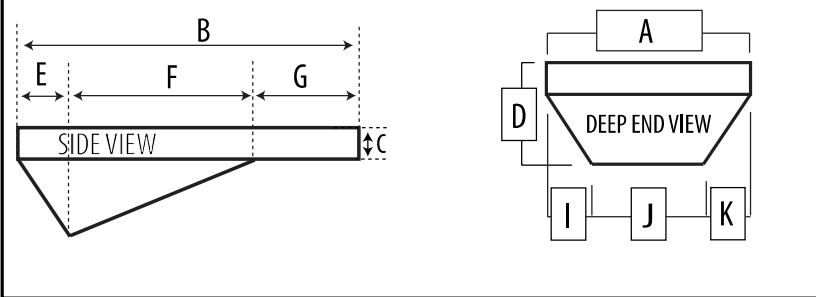 B
E F G
SIDE VIEW
C
A
D
DEEP END VIEW
I J K